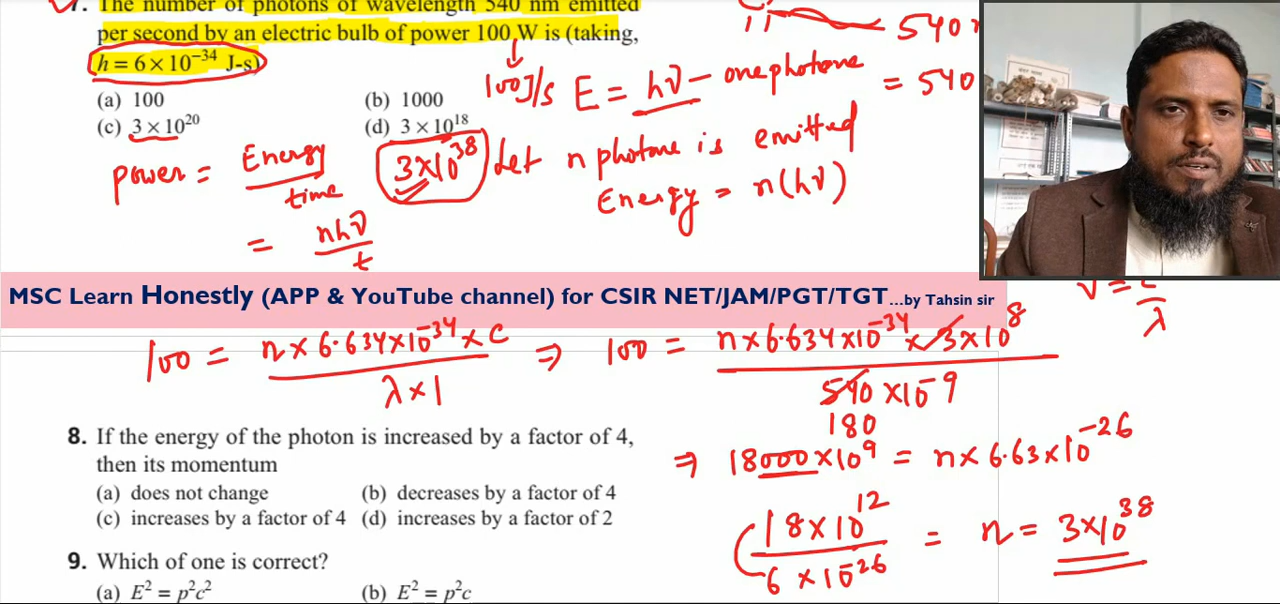 7. The number of photons of wavelength 540 nm emitted
per second by an electric bulb of power 100 W is (taking,
h = 6 × 10⁻³⁴ J-s)
(a) 100 (b) 1000
(c) 3 × 10²⁰ (d) 3 × 10¹⁸
540
100J/s E = hν - one photone
= 540
power = Energy / time
3×10³⁸ Let n photone is emitted
Energy = n(hν)
= nhν / t
MSC Learn Honestly (APP & YouTube channel) for CSIR NET/JAM/PGT/TGT...by Tahsin sir
ν = c / λ
100 = n × 6.634×10⁻³⁴ × c / λ×1 ⇒ 100 = n×6.634×10⁻³⁴ × 3×10⁸ / 540 ×10⁻⁹
180
⇒ 18000×10⁹ = n× 6.63×10⁻²⁶
18×10¹² / 6 ×10⁻²⁶ = n = 3×10³⁸
8. If the energy of the photon is increased by a factor of 4,
then its momentum
(a) does not change (b) decreases by a factor of 4
(c) increases by a factor of 4 (d) increases by a factor of 2
9. Which of one is correct?
(a) E² = p²c² (b) E² = p²c